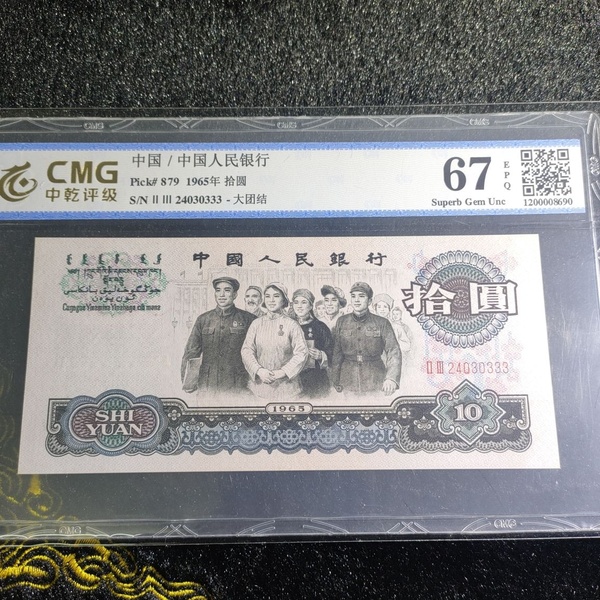 CMG
中乾评级
中国 / 中国人民银行
Pick# 879 1965年 拾圆
S/N II III 24030333 - 大团结
67
EPQ
Superb Gem Unc
1200008690
中国人民銀行
拾圓
II III 24030333
1965
SHI
YUAN
10